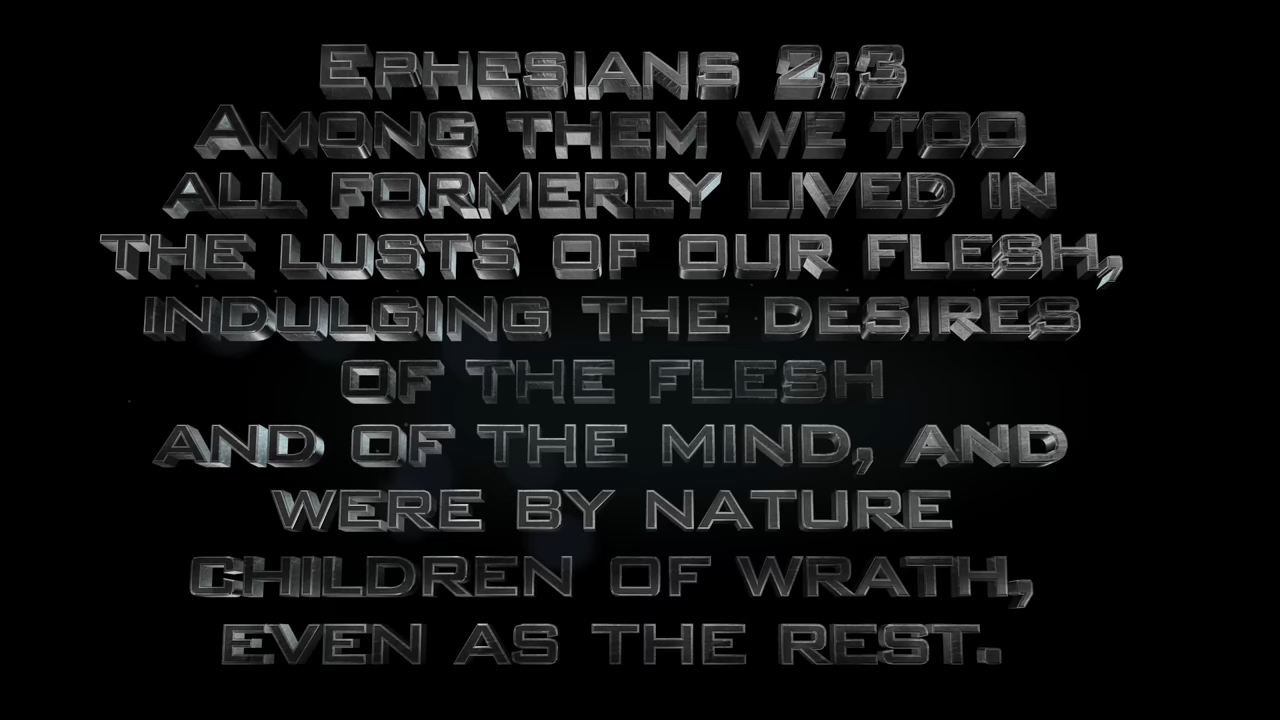 Ephesians 2:3
Among them we too
all formerly lived in
the lusts of our flesh,
indulging the desires
of the flesh
and of the mind, and
were by nature
children of wrath,
even as the rest.